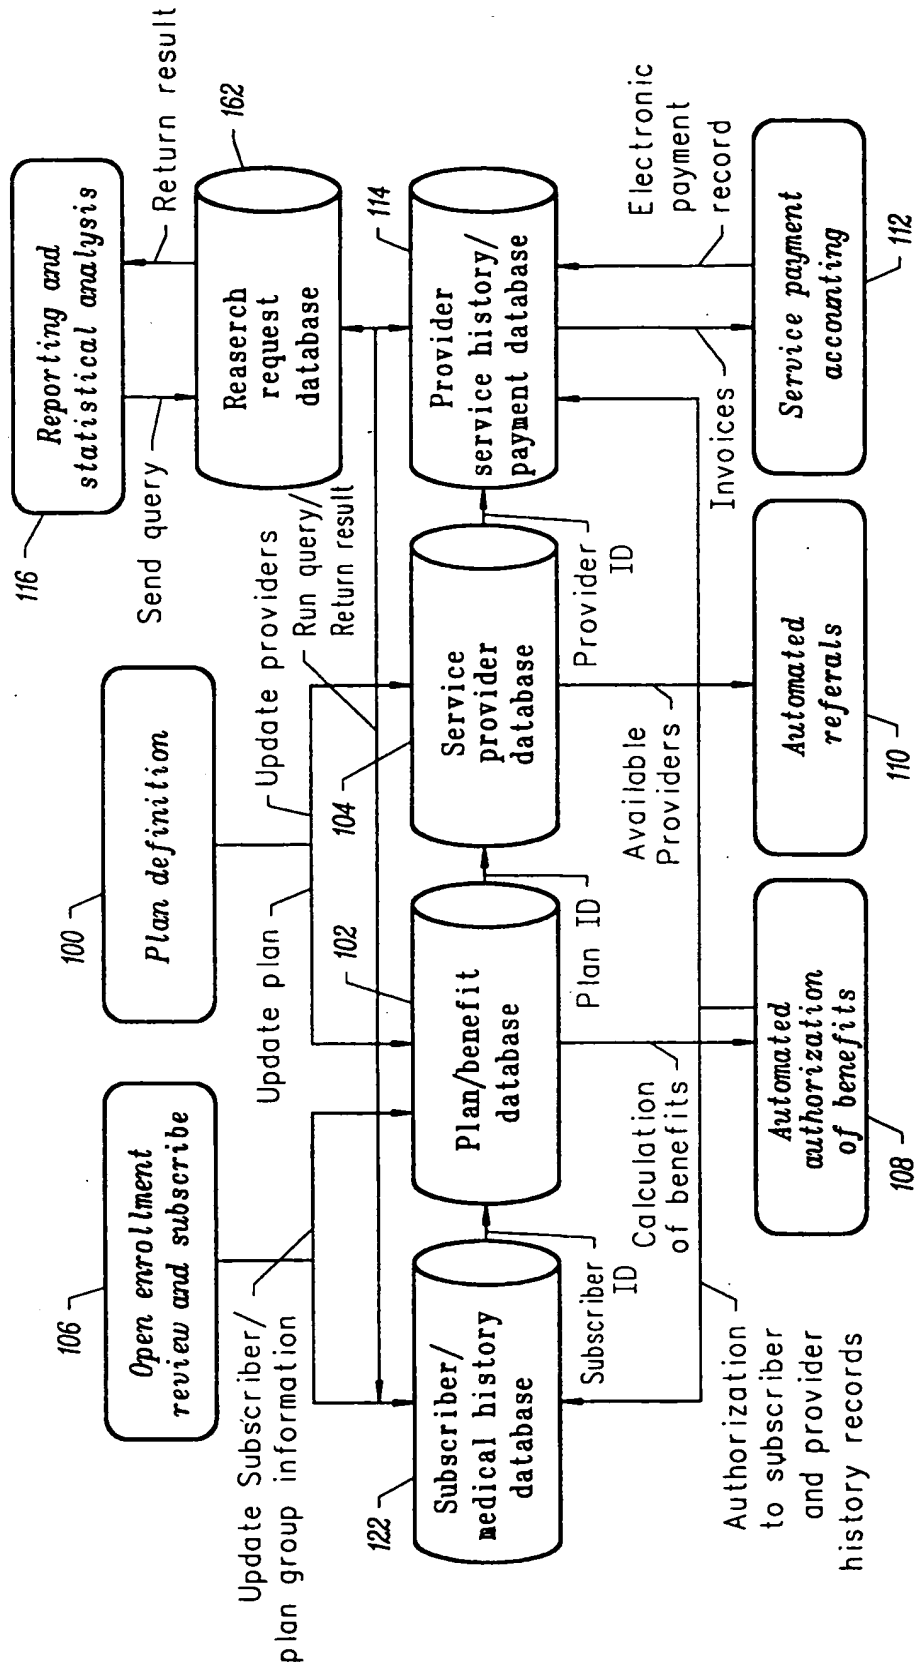 106
Open enrollment
review and subscribe
100
Plan definition
116
Reporting and
statistical analysis
Update Subscriber/
plan group information
Update plan
Update providers
Send query
Return result
162
Reaserch
request
database
Run query/
Return result
122
Subscriber/
medical history
database
102
Plan/benefit
database
104
Service
provider
database
114
Provider
service history/
payment database
Subscriber
ID
Plan ID
Provider
ID
Calculation
of benefits
Available
Providers
Invoices
Electronic
payment
record
Authorization
to subscriber
and provider
history records
Automated
authorization
of benefits
108
Automated
referals
110
Service payment
accounting
112